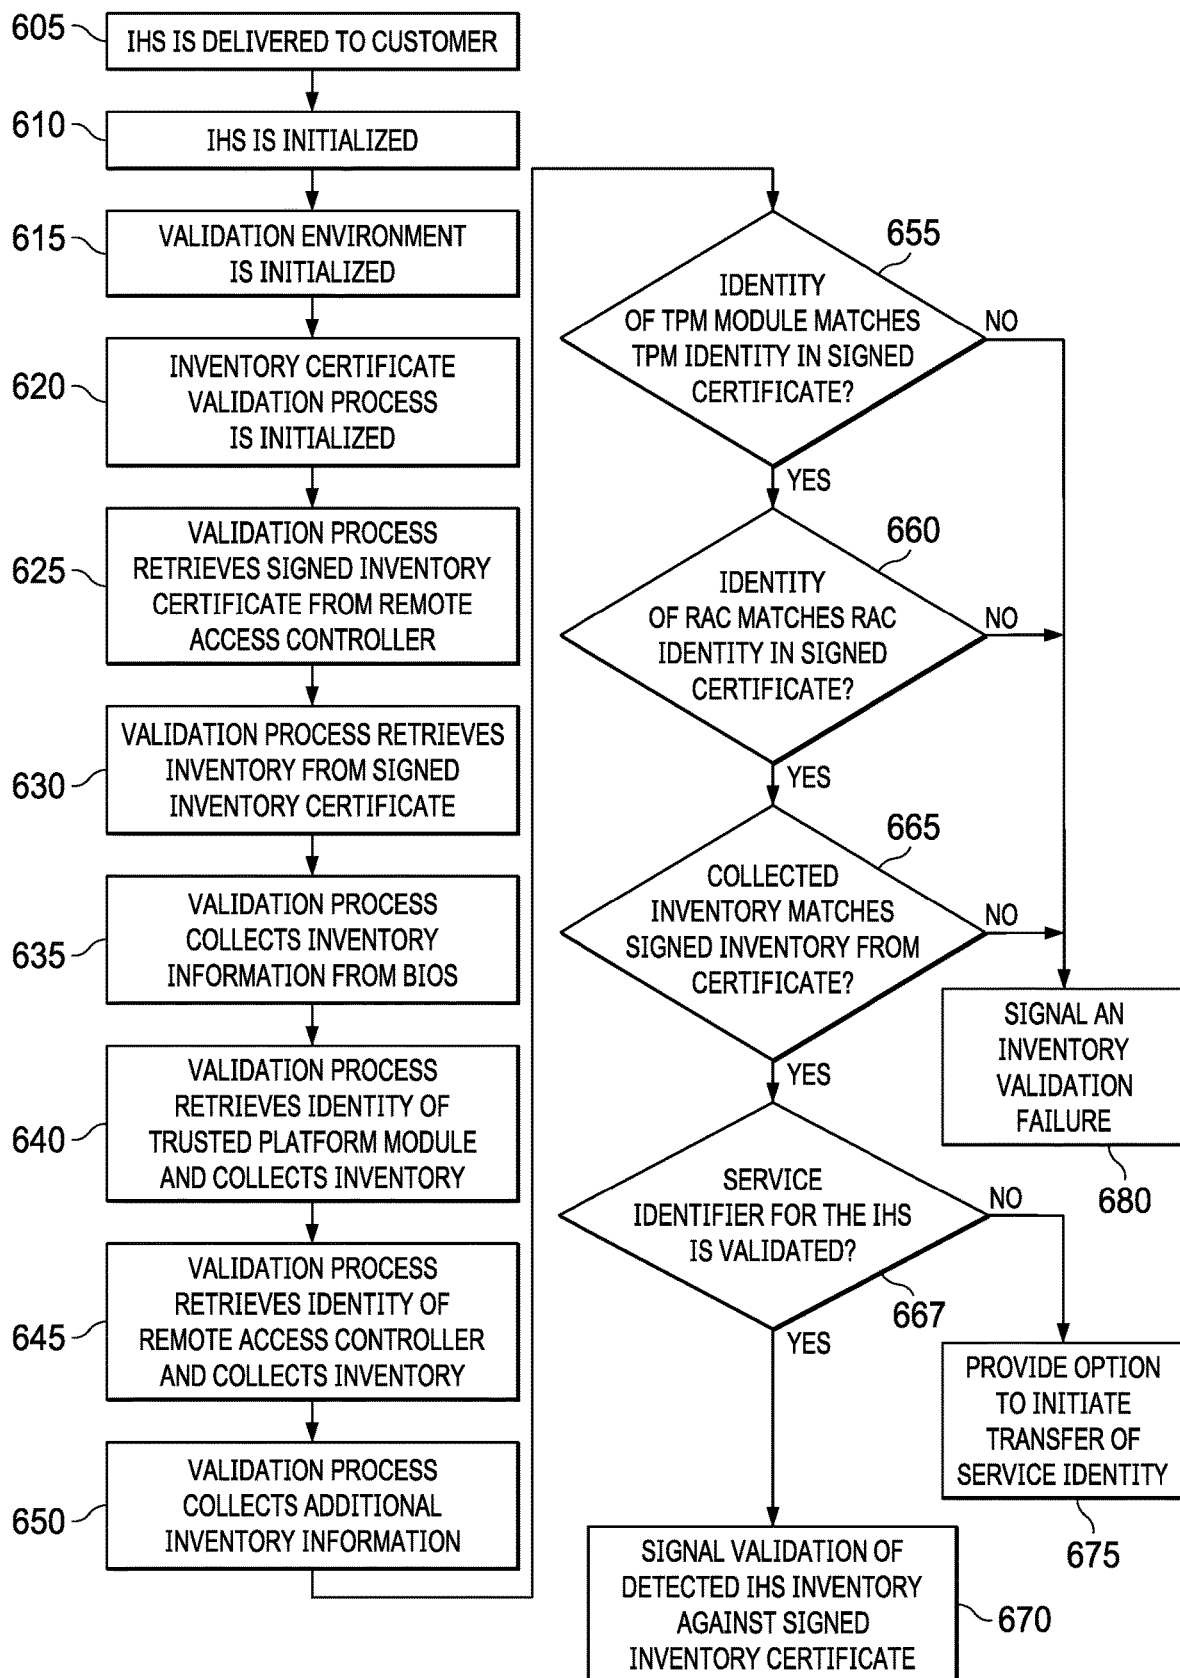 605
IHS IS DELIVERED TO CUSTOMER
610
IHS IS INITIALIZED
615
VALIDATION ENVIRONMENT
IS INITIALIZED
620
INVENTORY CERTIFICATE
VALIDATION PROCESS
IS INITIALIZED
625
VALIDATION PROCESS
RETRIEVES SIGNED INVENTORY
CERTIFICATE FROM REMOTE
ACCESS CONTROLLER
630
VALIDATION PROCESS RETRIEVES
INVENTORY FROM SIGNED
INVENTORY CERTIFICATE
635
VALIDATION PROCESS
COLLECTS INVENTORY
INFORMATION FROM BIOS
640
VALIDATION PROCESS
RETRIEVES IDENTITY OF
TRUSTED PLATFORM MODULE
AND COLLECTS INVENTORY
645
VALIDATION PROCESS
RETRIEVES IDENTITY OF
REMOTE ACCESS CONTROLLER
AND COLLECTS INVENTORY
650
VALIDATION PROCESS
COLLECTS ADDITIONAL
INVENTORY INFORMATION
655
IDENTITY
OF TPM MODULE MATCHES
TPM IDENTITY IN SIGNED
CERTIFICATE?
NO
YES
660
IDENTITY
OF RAC MATCHES RAC
IDENTITY IN SIGNED
CERTIFICATE?
NO
YES
665
COLLECTED
INVENTORY MATCHES
SIGNED INVENTORY FROM
CERTIFICATE?
NO
YES
SIGNAL AN
INVENTORY
VALIDATION
FAILURE
680
SERVICE
IDENTIFIER FOR THE IHS
IS VALIDATED?
NO
667
YES
PROVIDE OPTION
TO INITIATE
TRANSFER OF
SERVICE IDENTITY
675
SIGNAL VALIDATION OF
DETECTED IHS INVENTORY
AGAINST SIGNED
INVENTORY CERTIFICATE
670